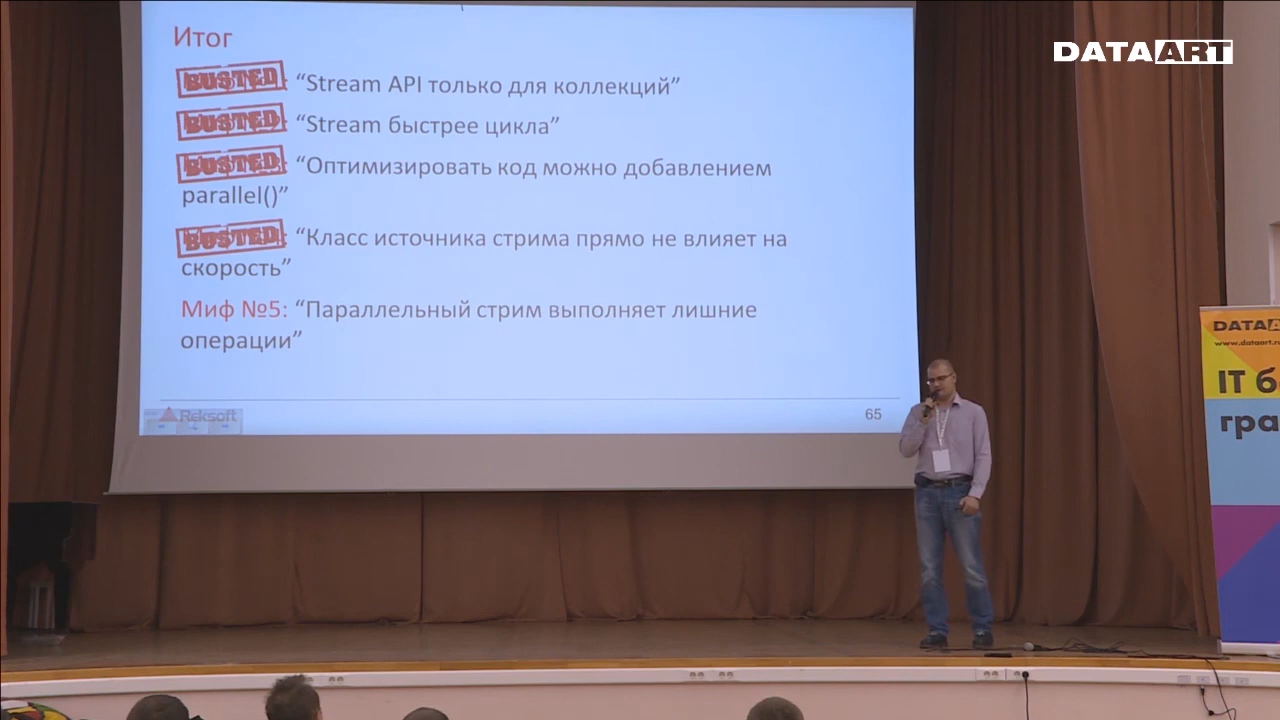 Итог
DATAART
BUSTED: “Stream API только для коллекций”
BUSTED: “Stream быстрее цикла”
BUSTED: “Оптимизировать код можно добавлением
parallel()”
BUSTED: “Класс источника стрима прямо не влияет на
скорость”
Миф №5: “Параллельный стрим выполняет лишние
операции”
Reksoft
65
DATAA
www.dataart.r
IT б
гра